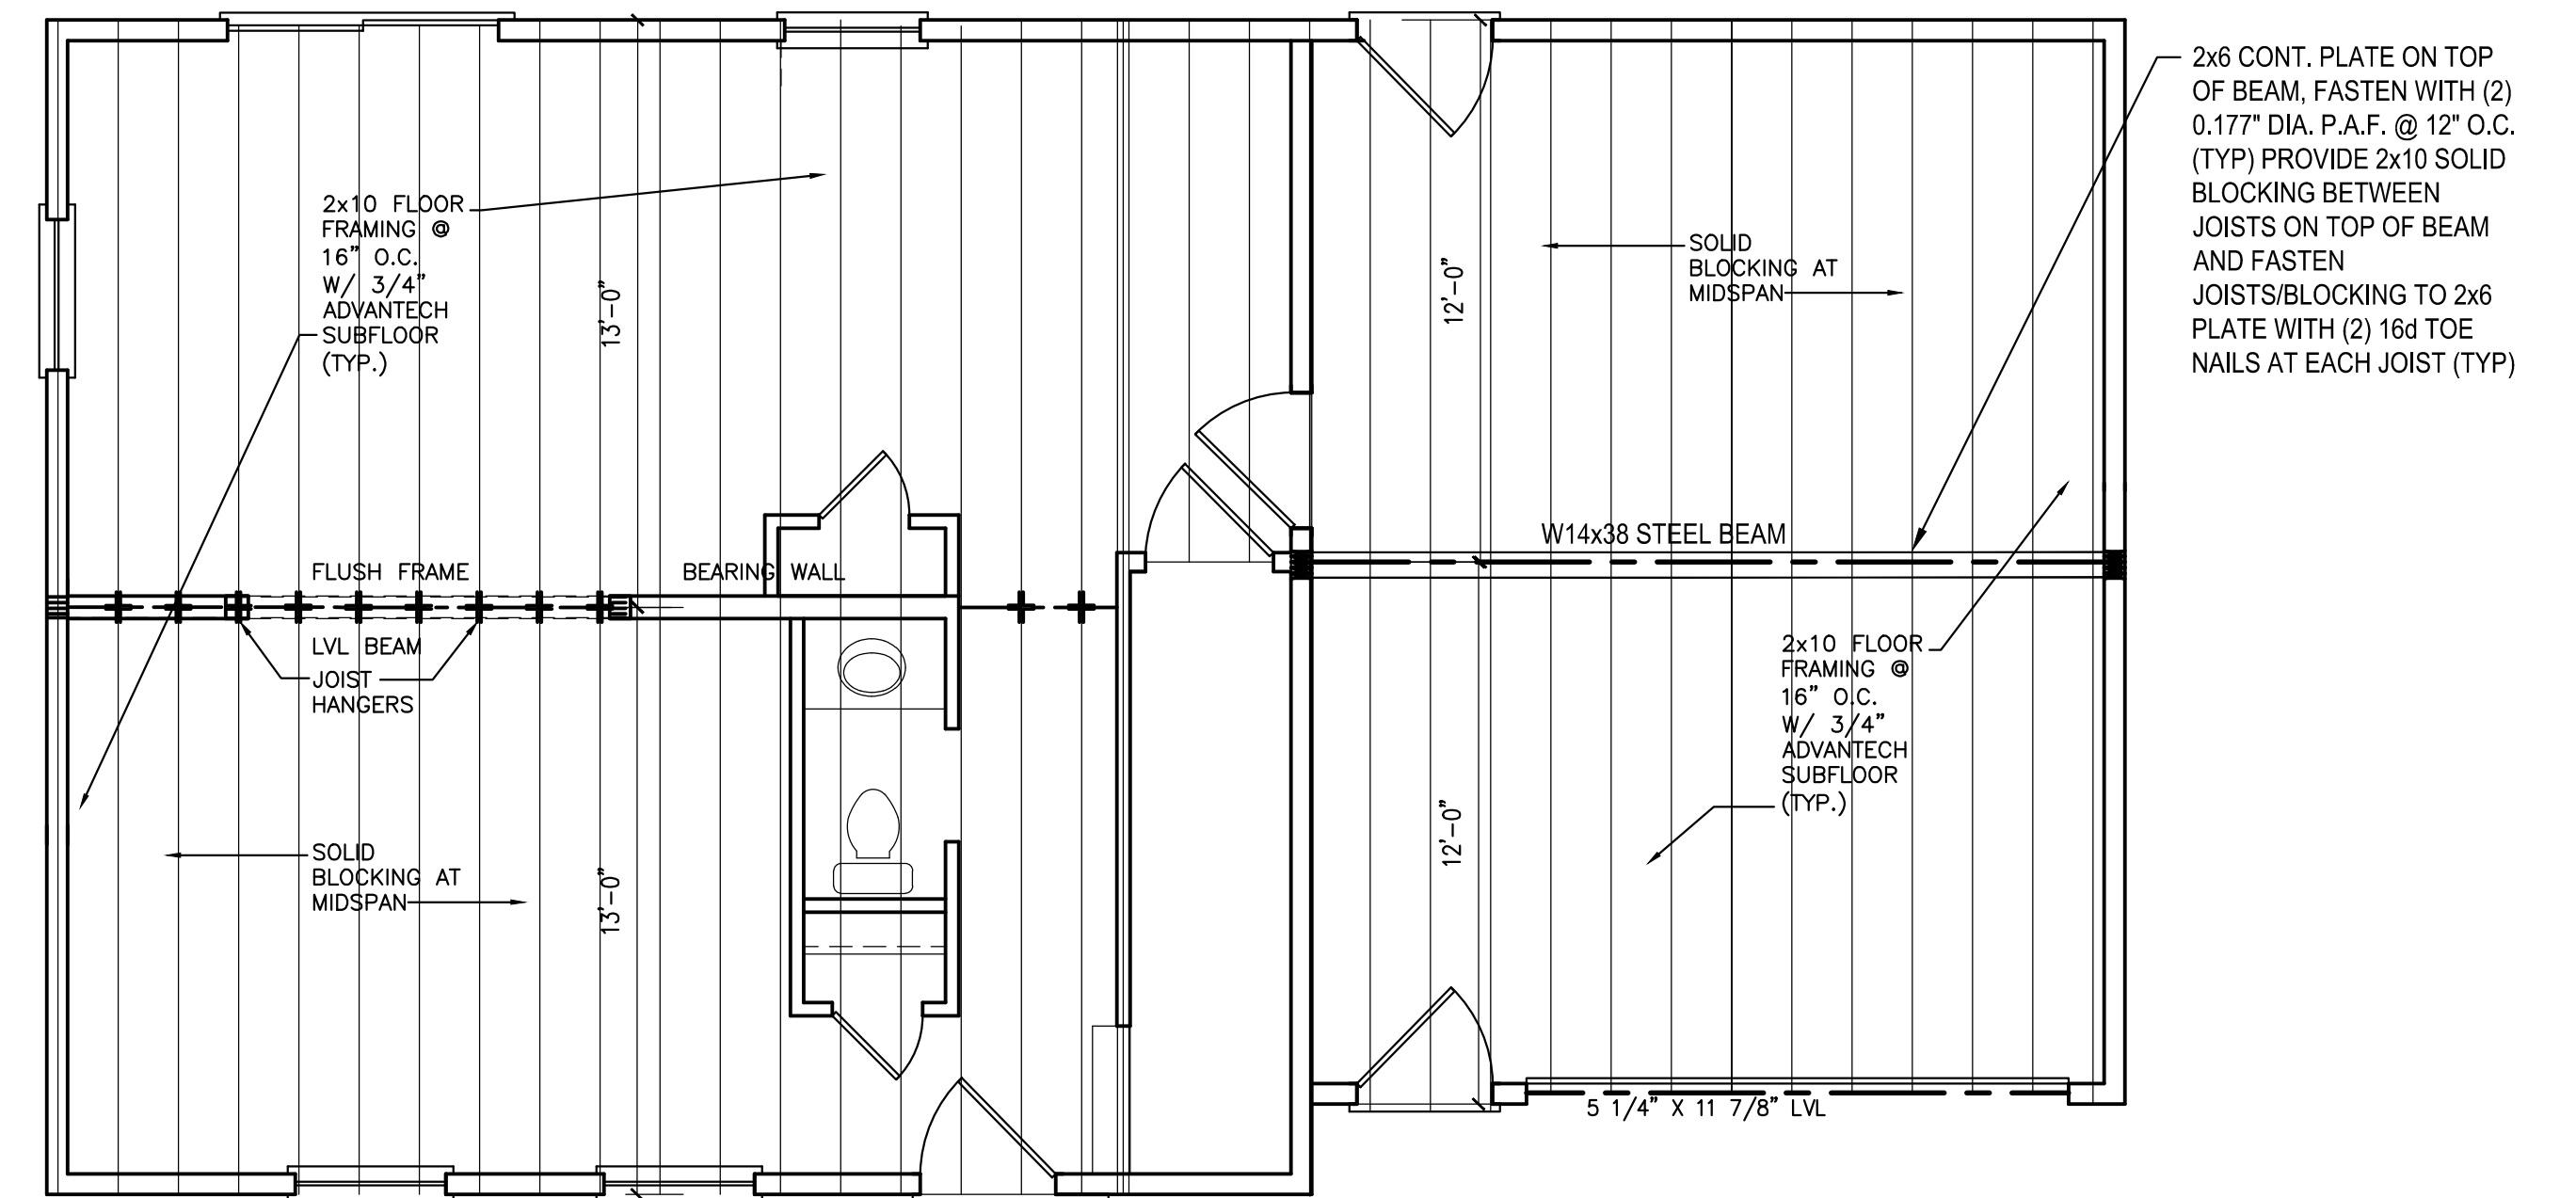 2x6 CONT. PLATE ON TOP
OF BEAM, FASTEN WITH (2)
0.177" DIA. P.A.F. @ 12" O.C.
(TYP) PROVIDE 2x10 SOLID
BLOCKING BETWEEN
JOISTS ON TOP OF BEAM
AND FASTEN
JOISTS/BLOCKING TO 2x6
PLATE WITH (2) 16d TOE
NAILS AT EACH JOIST (TYP)
2x10 FLOOR
FRAMING @
16" O.C.
W/ 3/4"
ADVANTECH
SUBFLOOR
(TYP.)
13'-0"
12'-0"
SOLID
BLOCKING AT
MIDSPAN
W14x38 STEEL BEAM
FLUSH FRAME
BEARING WALL
LVL BEAM
JOIST
HANGERS
2x10 FLOOR
FRAMING @
16" O.C.
W/ 3/4"
ADVANTECH
SUBFLOOR
(TYP.)
SOLID
BLOCKING AT
MIDSPAN
13'-0"
12'-0"
5 1/4" X 11 7/8" LVL